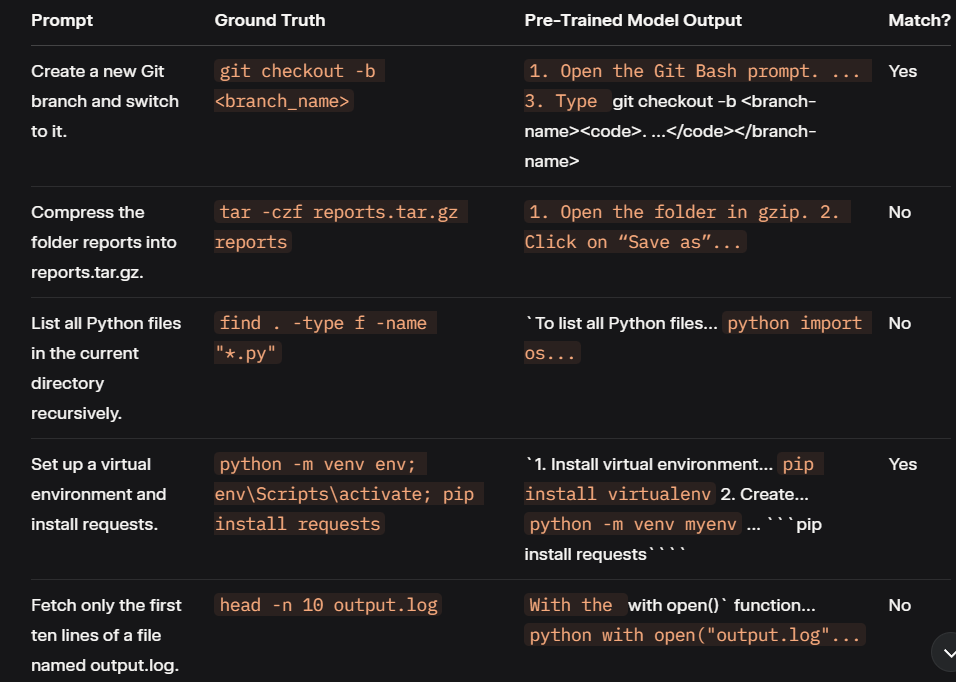 Prompt Ground Truth Pre-Trained Model Output Match?
Create a new Git
branch and switch
to it.
git checkout -b
<branch_name>
1. Open the Git Bash prompt. ...
3. Type git checkout -b <branch-
name><code>. ...</code></branch-
name>
Yes
Compress the
folder reports into
reports.tar.gz.
tar -czf reports.tar.gz
reports
1. Open the folder in gzip. 2.
Click on “Save as”...
No
List all Python files
in the current
directory
recursively.
find . -type f -name
"*.py"
`To list all Python files... python import
os...
No
Set up a virtual
environment and
install requests.
python -m venv env;
env\Scripts\activate; pip
install requests
`1. Install virtual environment... pip
install virtualenv 2. Create...
python -m venv myenv ... ```pip
install requests````
Yes
Fetch only the first
ten lines of a file
named output.log.
head -n 10 output.log
With the with open()` function...
python with open("output.log"...
No